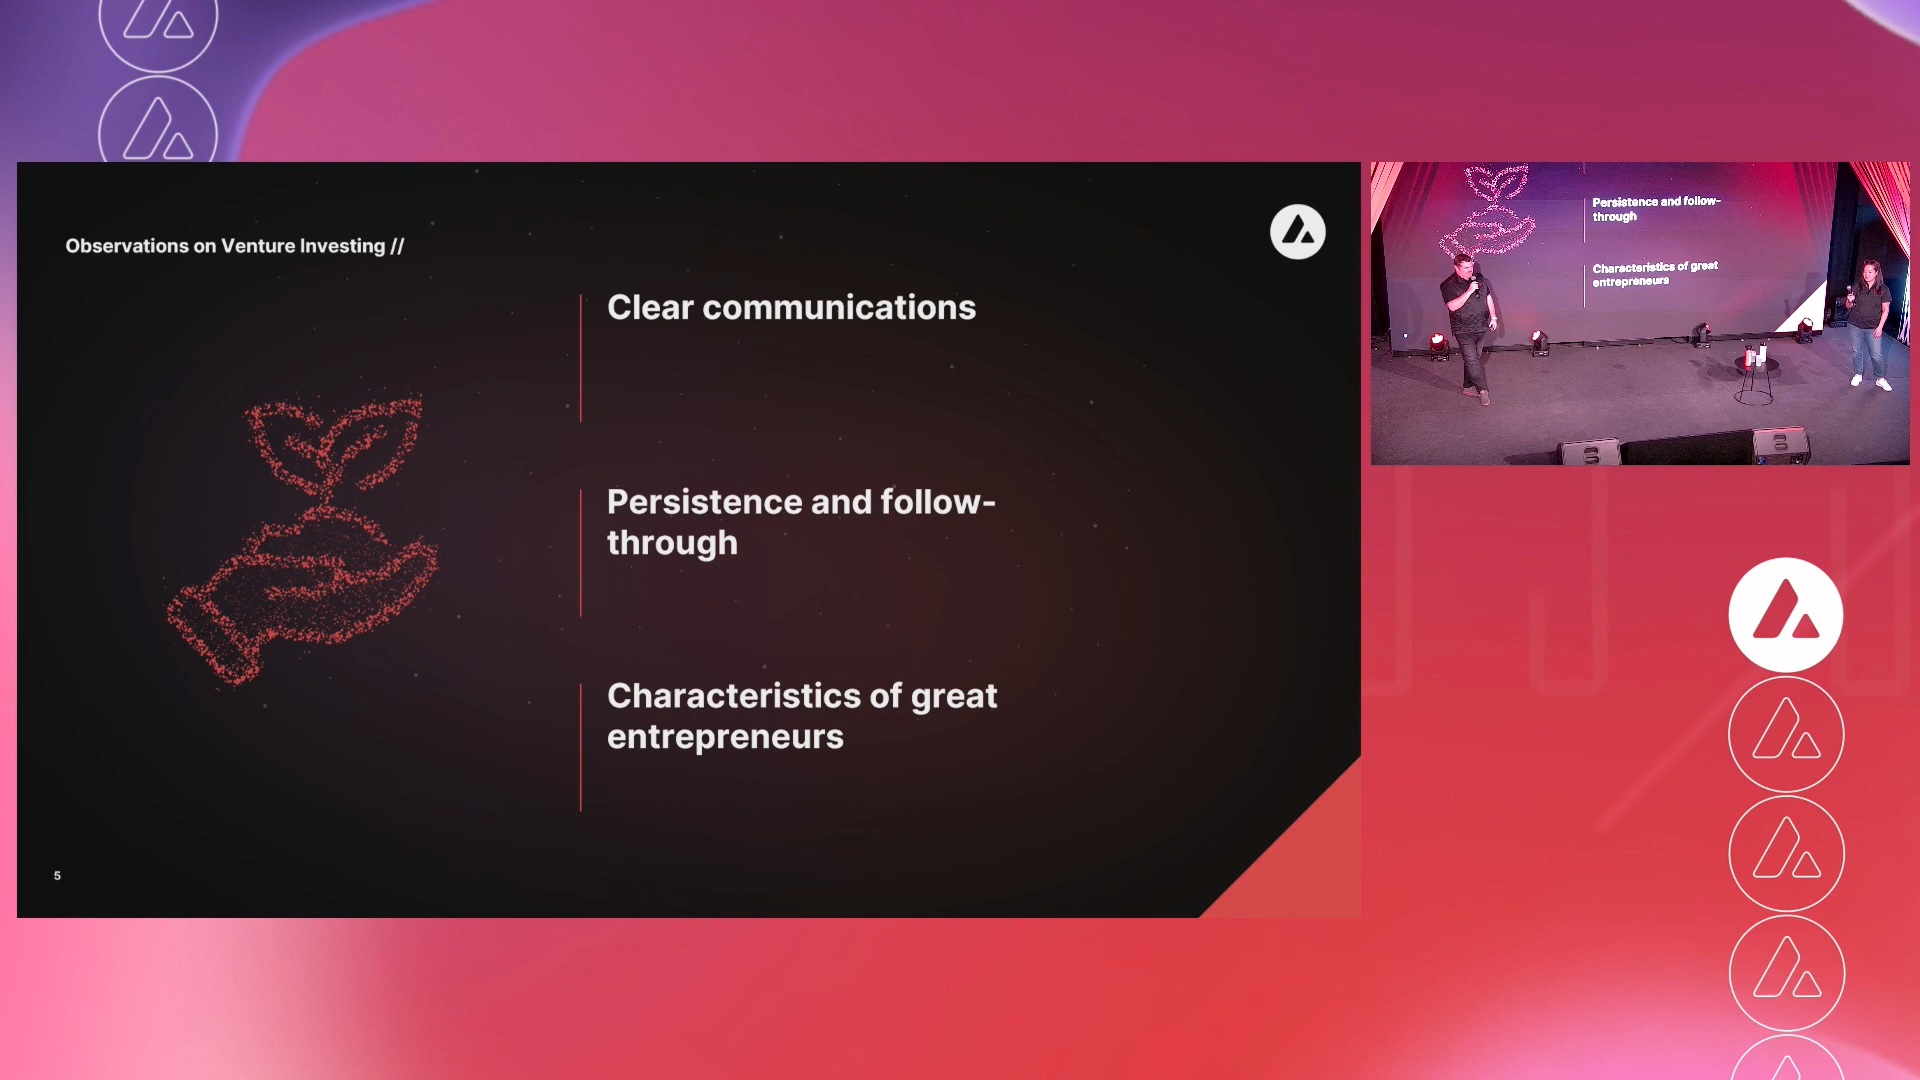 Observations on Venture Investing //
Clear communications
Persistence and follow-
through
Characteristics of great
entrepreneurs
5
Persistence and follow-
through
Characteristics of great
entrepreneurs